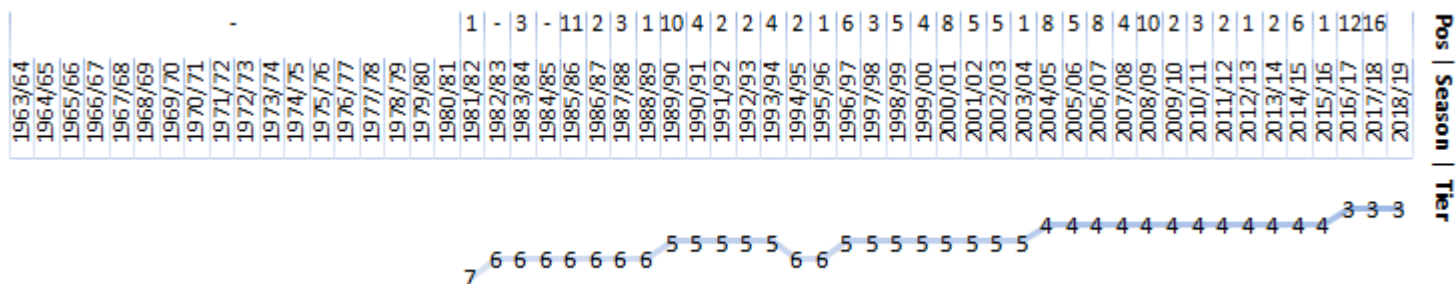 - 1 - 3 - 11 2 3 1 10 4 2 2 4 2 1 6 3 5 4 8 5 5 1 8 5 8 4 10 2 3 2 1 2 6 1 12 16
1963/64 1964/65 1965/66 1966/67 1967/68 1968/69 1969/70 1970/71 1971/72 1972/73 1973/74 1974/75 1975/76 1976/77 1977/78 1978/79 1979/80 1980/81 1981/82 1982/83 1983/84 1984/85 1985/86 1986/87 1987/88 1988/89 1989/90 1990/91 1991/92 1992/93 1993/94 1994/95 1995/96 1996/97 1997/98 1998/99 1999/00 2000/01 2001/02 2002/03 2003/04 2004/05 2005/06 2006/07 2007/08 2008/09 2009/10 2010/11 2011/12 2012/13 2013/14 2014/15 2015/16 2016/17 2017/18 2018/19
7 6 6 6 6 6 6 6 5 5 5 5 5 6 6 5 5 5 5 5 5 5 5 4 4 4 4 4 4 4 4 4 4 4 4 3 3 3
Pos | Season | Tier